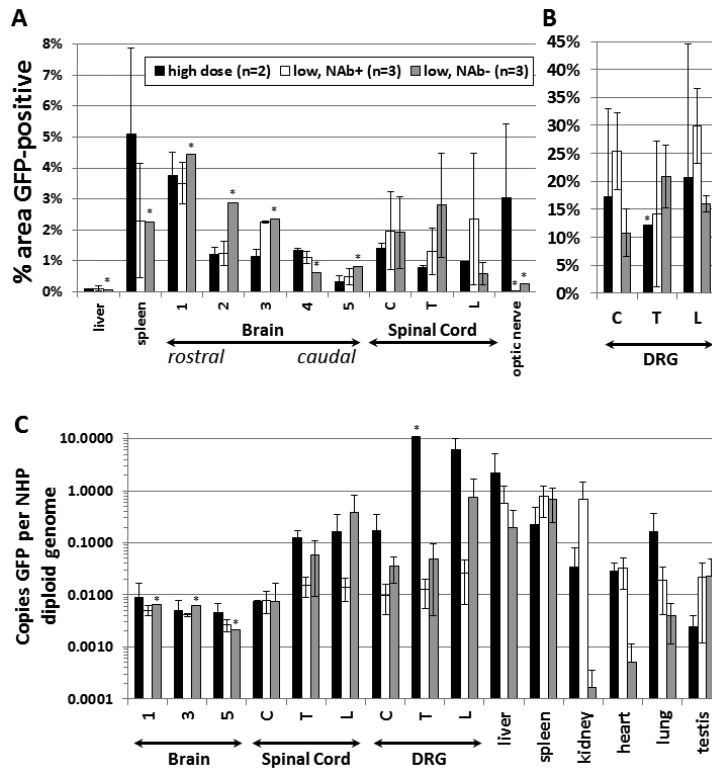 A
B
8%
7%
6%
5%
4%
3%
2%
1%
0%
% area GFP-positive
high dose (n=2) low, NAb+ (n=3) low, NAb- (n=3)
* * * * * * * *
liver spleen 1 2 3 4 5 C T L optic nerve
Brain Spinal Cord
rostral caudal
45%
40%
35%
30%
25%
20%
15%
10%
5%
0%
*
C T L
DRG
C
10.0000
1.0000
0.1000
0.0100
0.0010
0.0001
Copies GFP per NHP
diploid genome
* * * *
1 3 5 C T L C T L liver spleen kidney heart lung testis
Brain Spinal Cord DRG